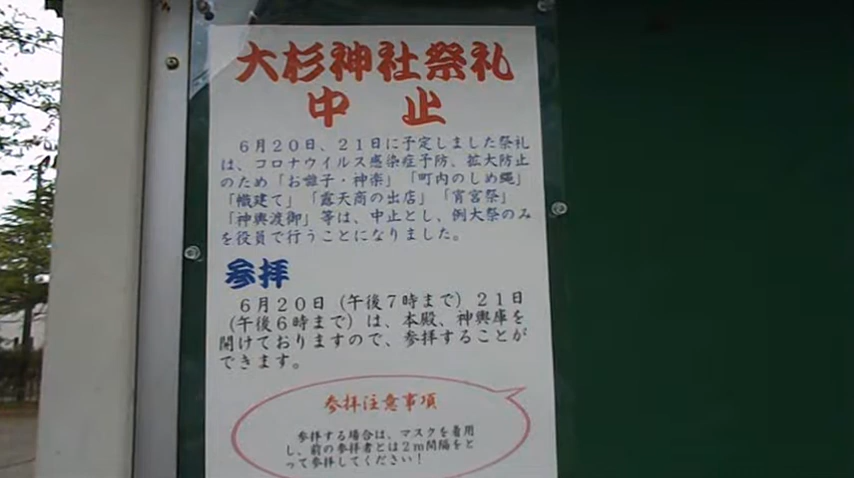 大杉神社祭礼
中　止
６月２０日、２１日に予定しました祭礼
は、コロナウイルス感染症予防、拡大防止
のため「お囃子・神楽」「町内のしめ縄」
「幟建て」「露天商の出店」「宵宮祭」
「神輿渡御」等は、中止とし、例大祭のみ
を役員で行うことになりました。
参拝
６月２０日（午後７時まで）２１日
（午後６時まで）は、本殿、神輿庫を
開けておりますので、参拝することが
できます。
参拝注意事項
参拝する場合は、マスクを着用
し、前の参拝者とは２ｍ間隔をと
って参拝してください！